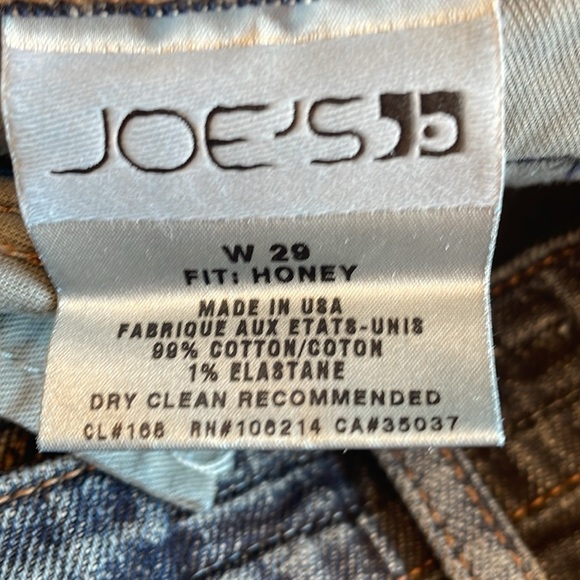 JOE'S
W 29
FIT: HONEY
MADE IN USA
FABRIQUE AUX ETATS-UNIS
99% COTTON/COTON
1% ELASTANE
DRY CLEAN RECOMMENDED
CL#168 RN#106214 CA#35037